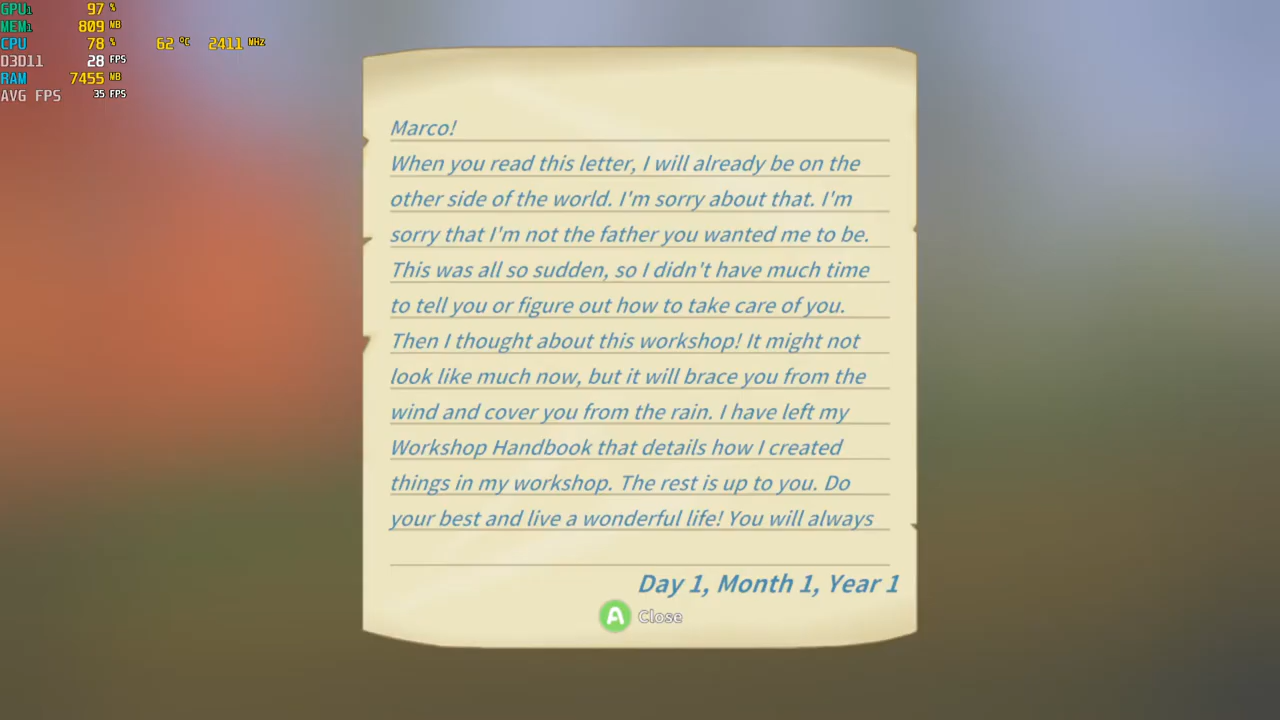 GPU1 97 %
MEM1 809 MB
CPU 78 % 62 °C 2411 MHz
D3D11 28 FPS
RAM 7455 MB
AVG FPS 35 FPS
Marco!
When you read this letter, I will already be on the
other side of the world. I'm sorry about that. I'm
sorry that I'm not the father you wanted me to be.
This was all so sudden, so I didn't have much time
to tell you or figure out how to take care of you.
Then I thought about this workshop! It might not
look like much now, but it will brace you from the
wind and cover you from the rain. I have left my
Workshop Handbook that details how I created
things in my workshop. The rest is up to you. Do
your best and live a wonderful life! You will always
Day 1, Month 1, Year 1
A Close